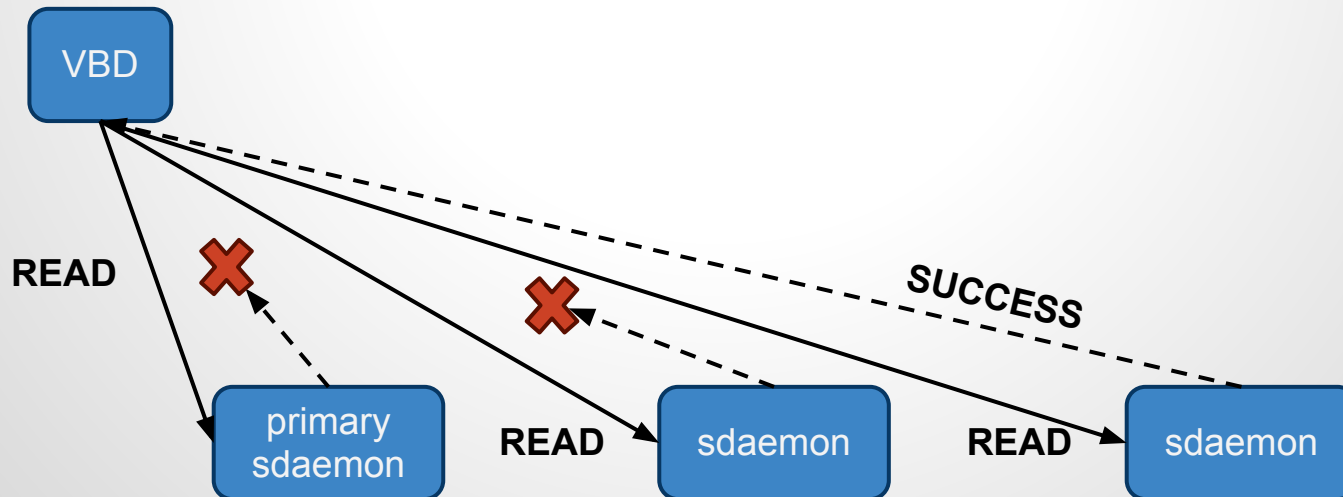 VBD
READ
SUCCESS
primary
sdaemon
READ
sdaemon
READ
sdaemon